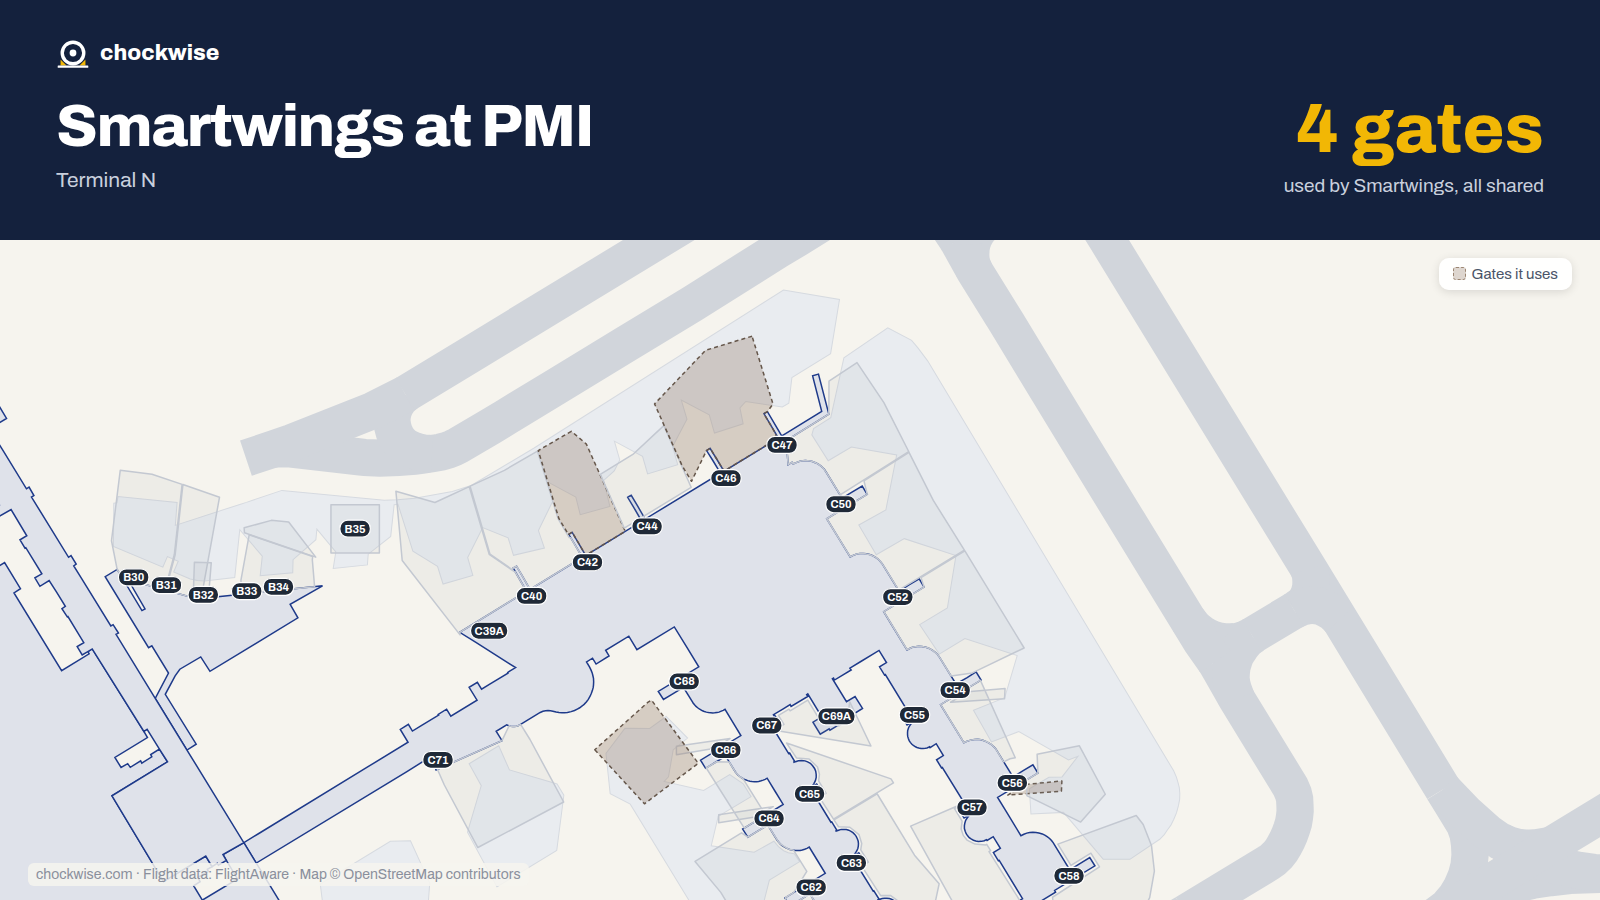 chockwise
Smartwings at PMI
Terminal N
4 gates
used by Smartwings, all shared
Gates it uses
C47
C46
C50
C44
B35
C42
B30
B31
B32
B33
B34
C40
C52
C39A
C68
C54
C55
C69A
C67
C66
C71
C56
C65
C57
C64
C63
C58
C62
chockwise.com · Flight data: FlightAware · Map © OpenStreetMap contributors